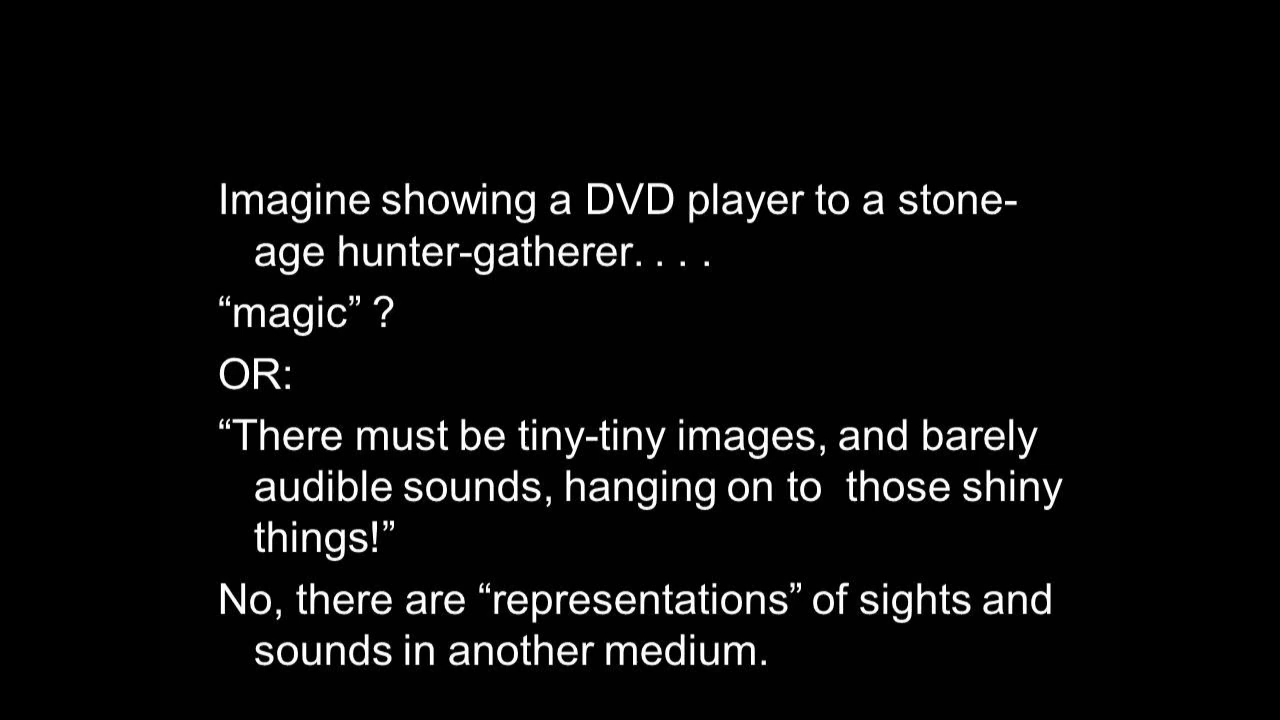 Imagine showing a DVD player to a stone-
age hunter-gatherer. . . .
“magic” ?
OR:
“There must be tiny-tiny images, and barely
audible sounds, hanging on to  those shiny
things!”
No, there are “representations” of sights and
sounds in another medium.